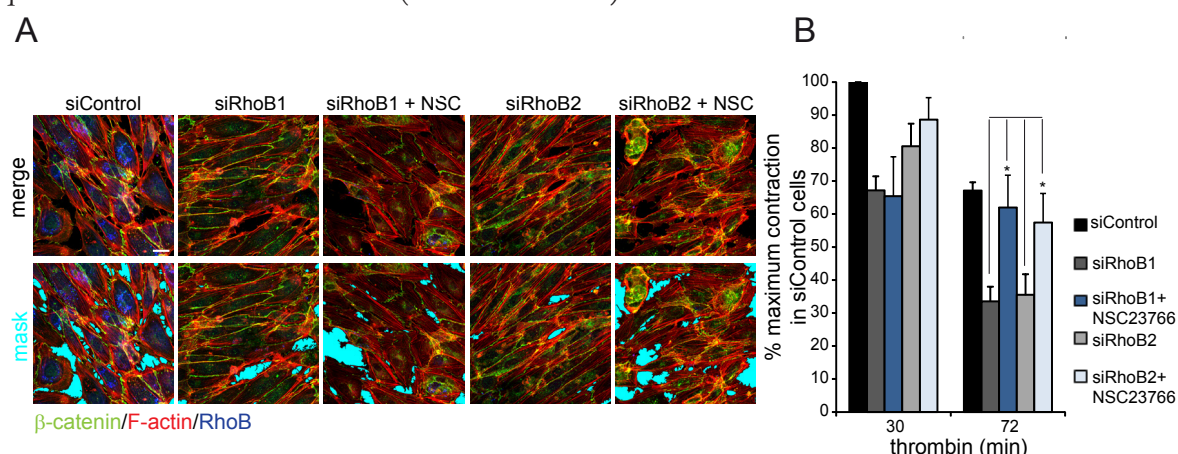 A
B
siControl
siRhoB1
siRhoB1 + NSC
siRhoB2
siRhoB2 + NSC
merge
mask
β-catenin/F-actin/RhoB
% maximum contraction
in siControl cells
100
90
80
70
60
50
40
30
20
10
0
*
*
30
72
thrombin (min)
siControl
siRhoB1
siRhoB1+
NSC23766
siRhoB2
siRhoB2+
NSC23766